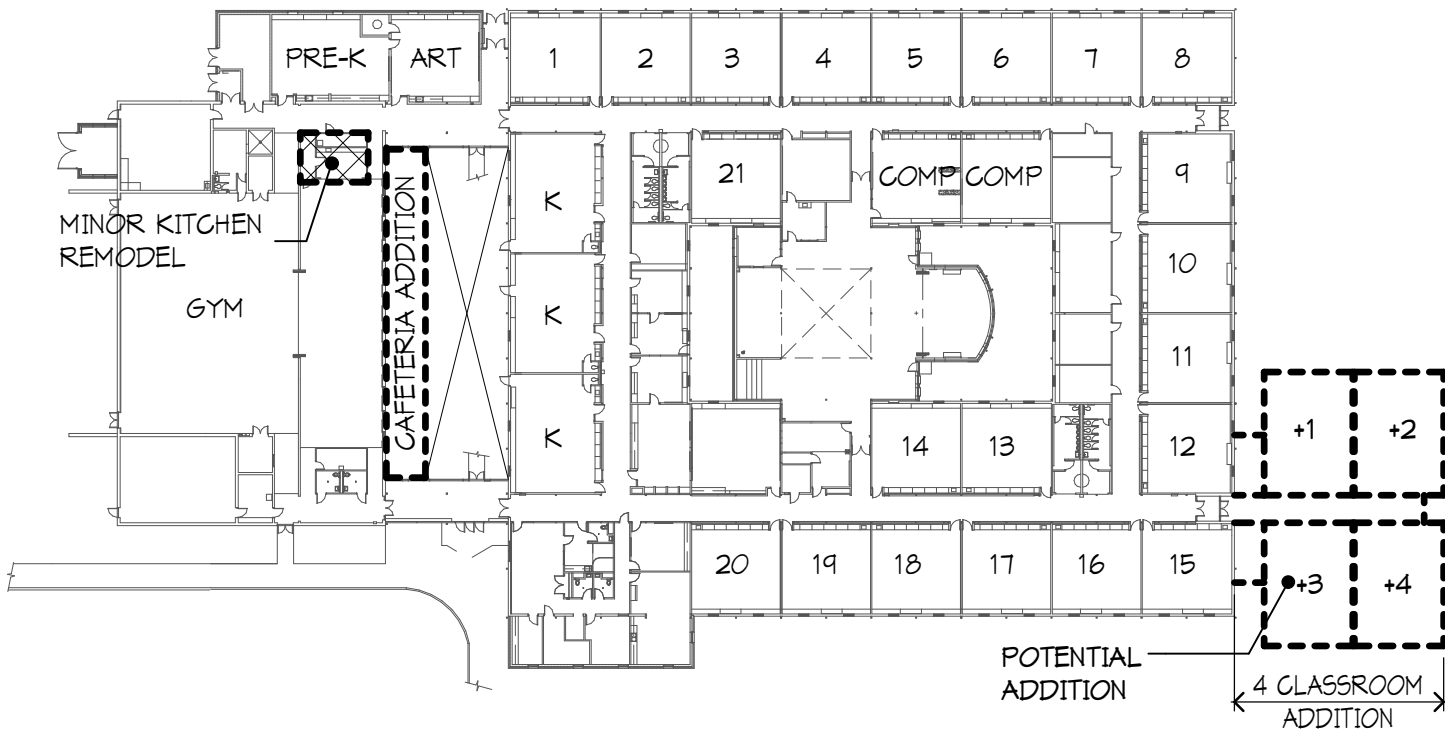 PRE-K
ART
1
2
3
4
5
6
7
8
MINOR KITCHEN
REMODEL
GYM
CAFETERIA ADDITION
K
K
K
21
COMP
COMP
9
10
11
12
14
13
20
19
18
17
16
15
+1
+2
+3
+4
POTENTIAL
ADDITION
4 CLASSROOM
ADDITION